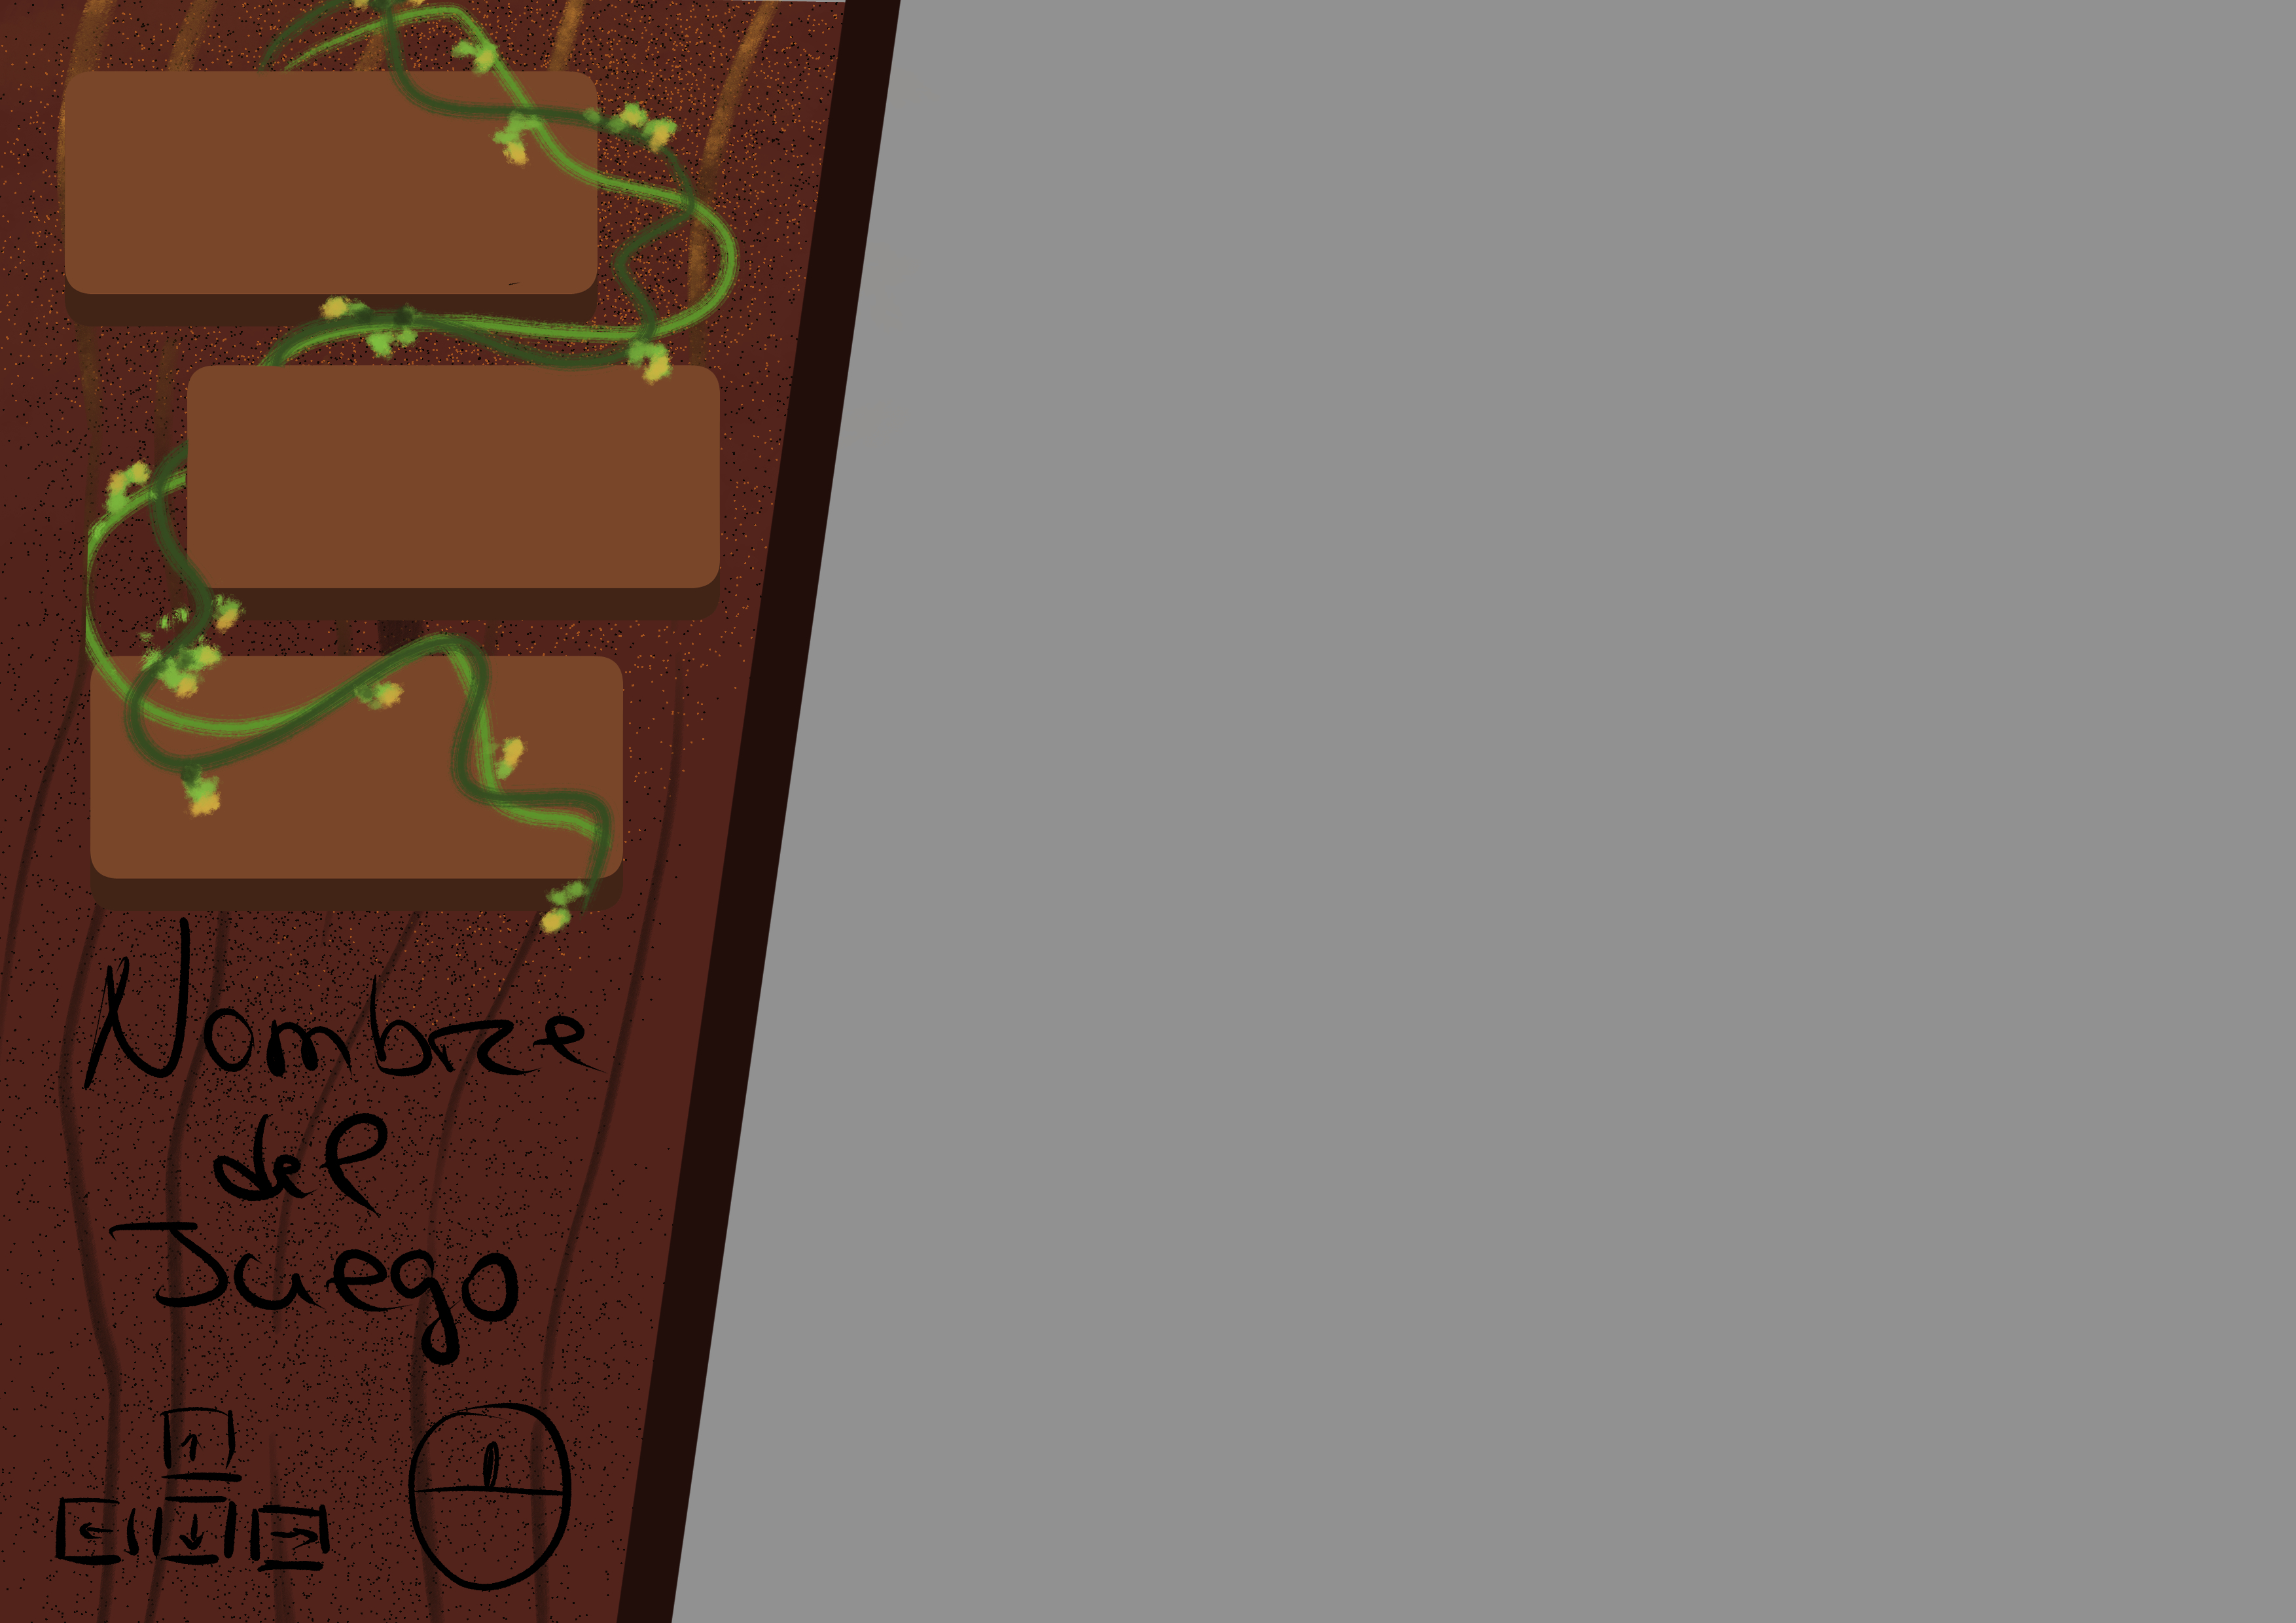 Nombre
del
Juego
↑
← ↓ →